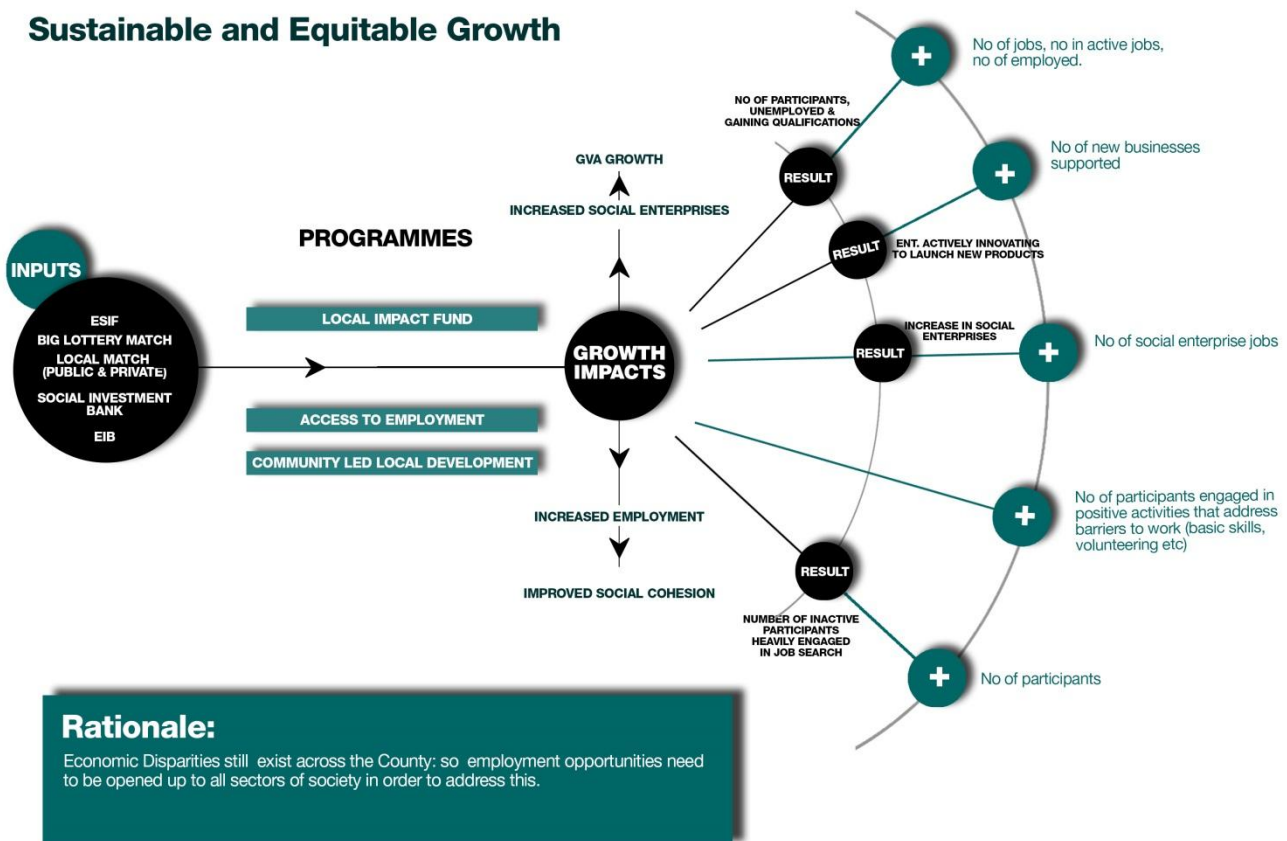 Sustainable and Equitable Growth
INPUTS
ESIF
BIG LOTTERY MATCH
LOCAL MATCH
(PUBLIC & PRIVATE)
SOCIAL INVESTMENT
BANK
EIB
PROGRAMMES
LOCAL IMPACT FUND
ACCESS TO EMPLOYMENT
COMMUNITY LED LOCAL DEVELOPMENT
GVA GROWTH
INCREASED SOCIAL ENTERPRISES
GROWTH
IMPACTS
INCREASED EMPLOYMENT
IMPROVED SOCIAL COHESION
NO OF PARTICIPANTS,
UNEMPLOYED &
GAINING QUALIFICATIONS
RESULT
+
No of jobs, no in active jobs,
no of employed.
RESULT
ENT. ACTIVELY INNOVATING
TO LAUNCH NEW PRODUCTS
+
No of new businesses
supported
RESULT
INCREASE IN SOCIAL
ENTERPRISES
+
No of social enterprise jobs
+
No of participants engaged in
positive activities that address
barriers to work (basic skills,
volunteering etc)
RESULT
NUMBER OF INACTIVE
PARTICIPANTS
HEAVILY ENGAGED
IN JOB SEARCH
+
No of participants
Rationale:
Economic Disparities still exist across the County: so employment opportunities need
to be opened up to all sectors of society in order to address this.